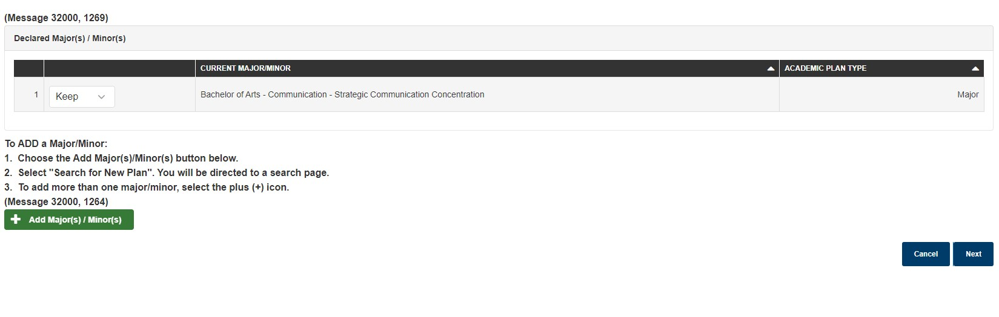 (Message 32000, 1269)
Declared Major(s) / Minor(s)
CURRENT MAJOR/MINOR ACADEMIC PLAN TYPE
1 Keep Bachelor of Arts - Communication - Strategic Communication Concentration Major
To ADD a Major/Minor:
1. Choose the Add Major(s)/Minor(s) button below.
2. Select "Search for New Plan". You will be directed to a search page.
3. To add more than one major/minor, select the plus (+) icon.
(Message 32000, 1264)
Add Major(s) / Minor(s)
Cancel Next